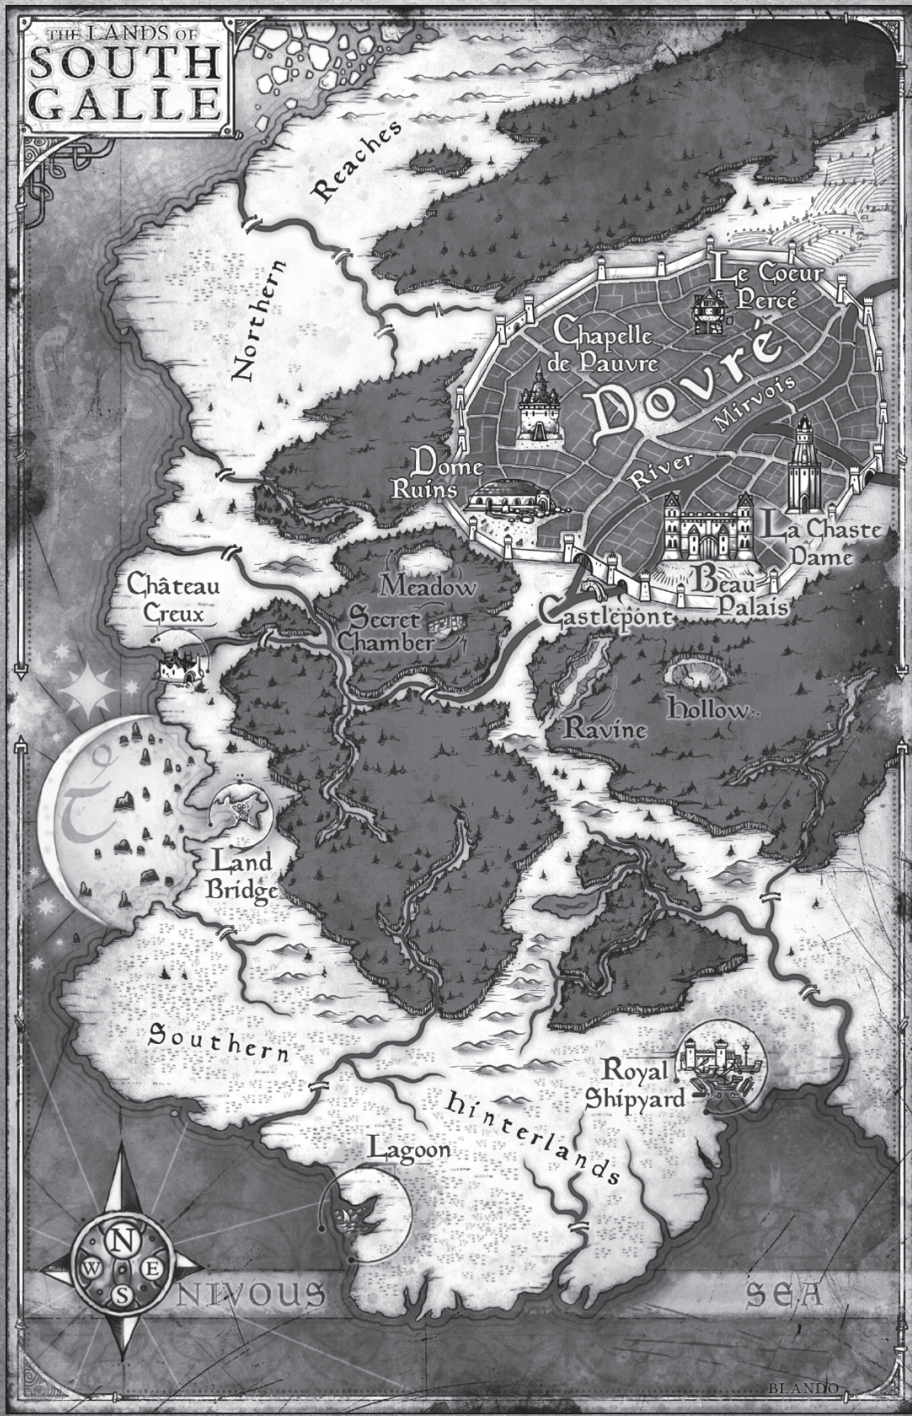 THE LANDS OF
SOUTH
GALLE
Reaches
Northern
Le Coeur
Percé
Chapelle
de Pauvre
Dovré
River Mirvois
Dome
Ruins
La Chaste
Dame
Beau
Palais
Castlepont
Meadow
Secret
Chamber
Château
Creux
Ravine
hollow
Land
Bridge
Southern
hinterlands
Royal
Shipyard
Lagoon
N
W E
S
NIVOUS SEA
BLANDO